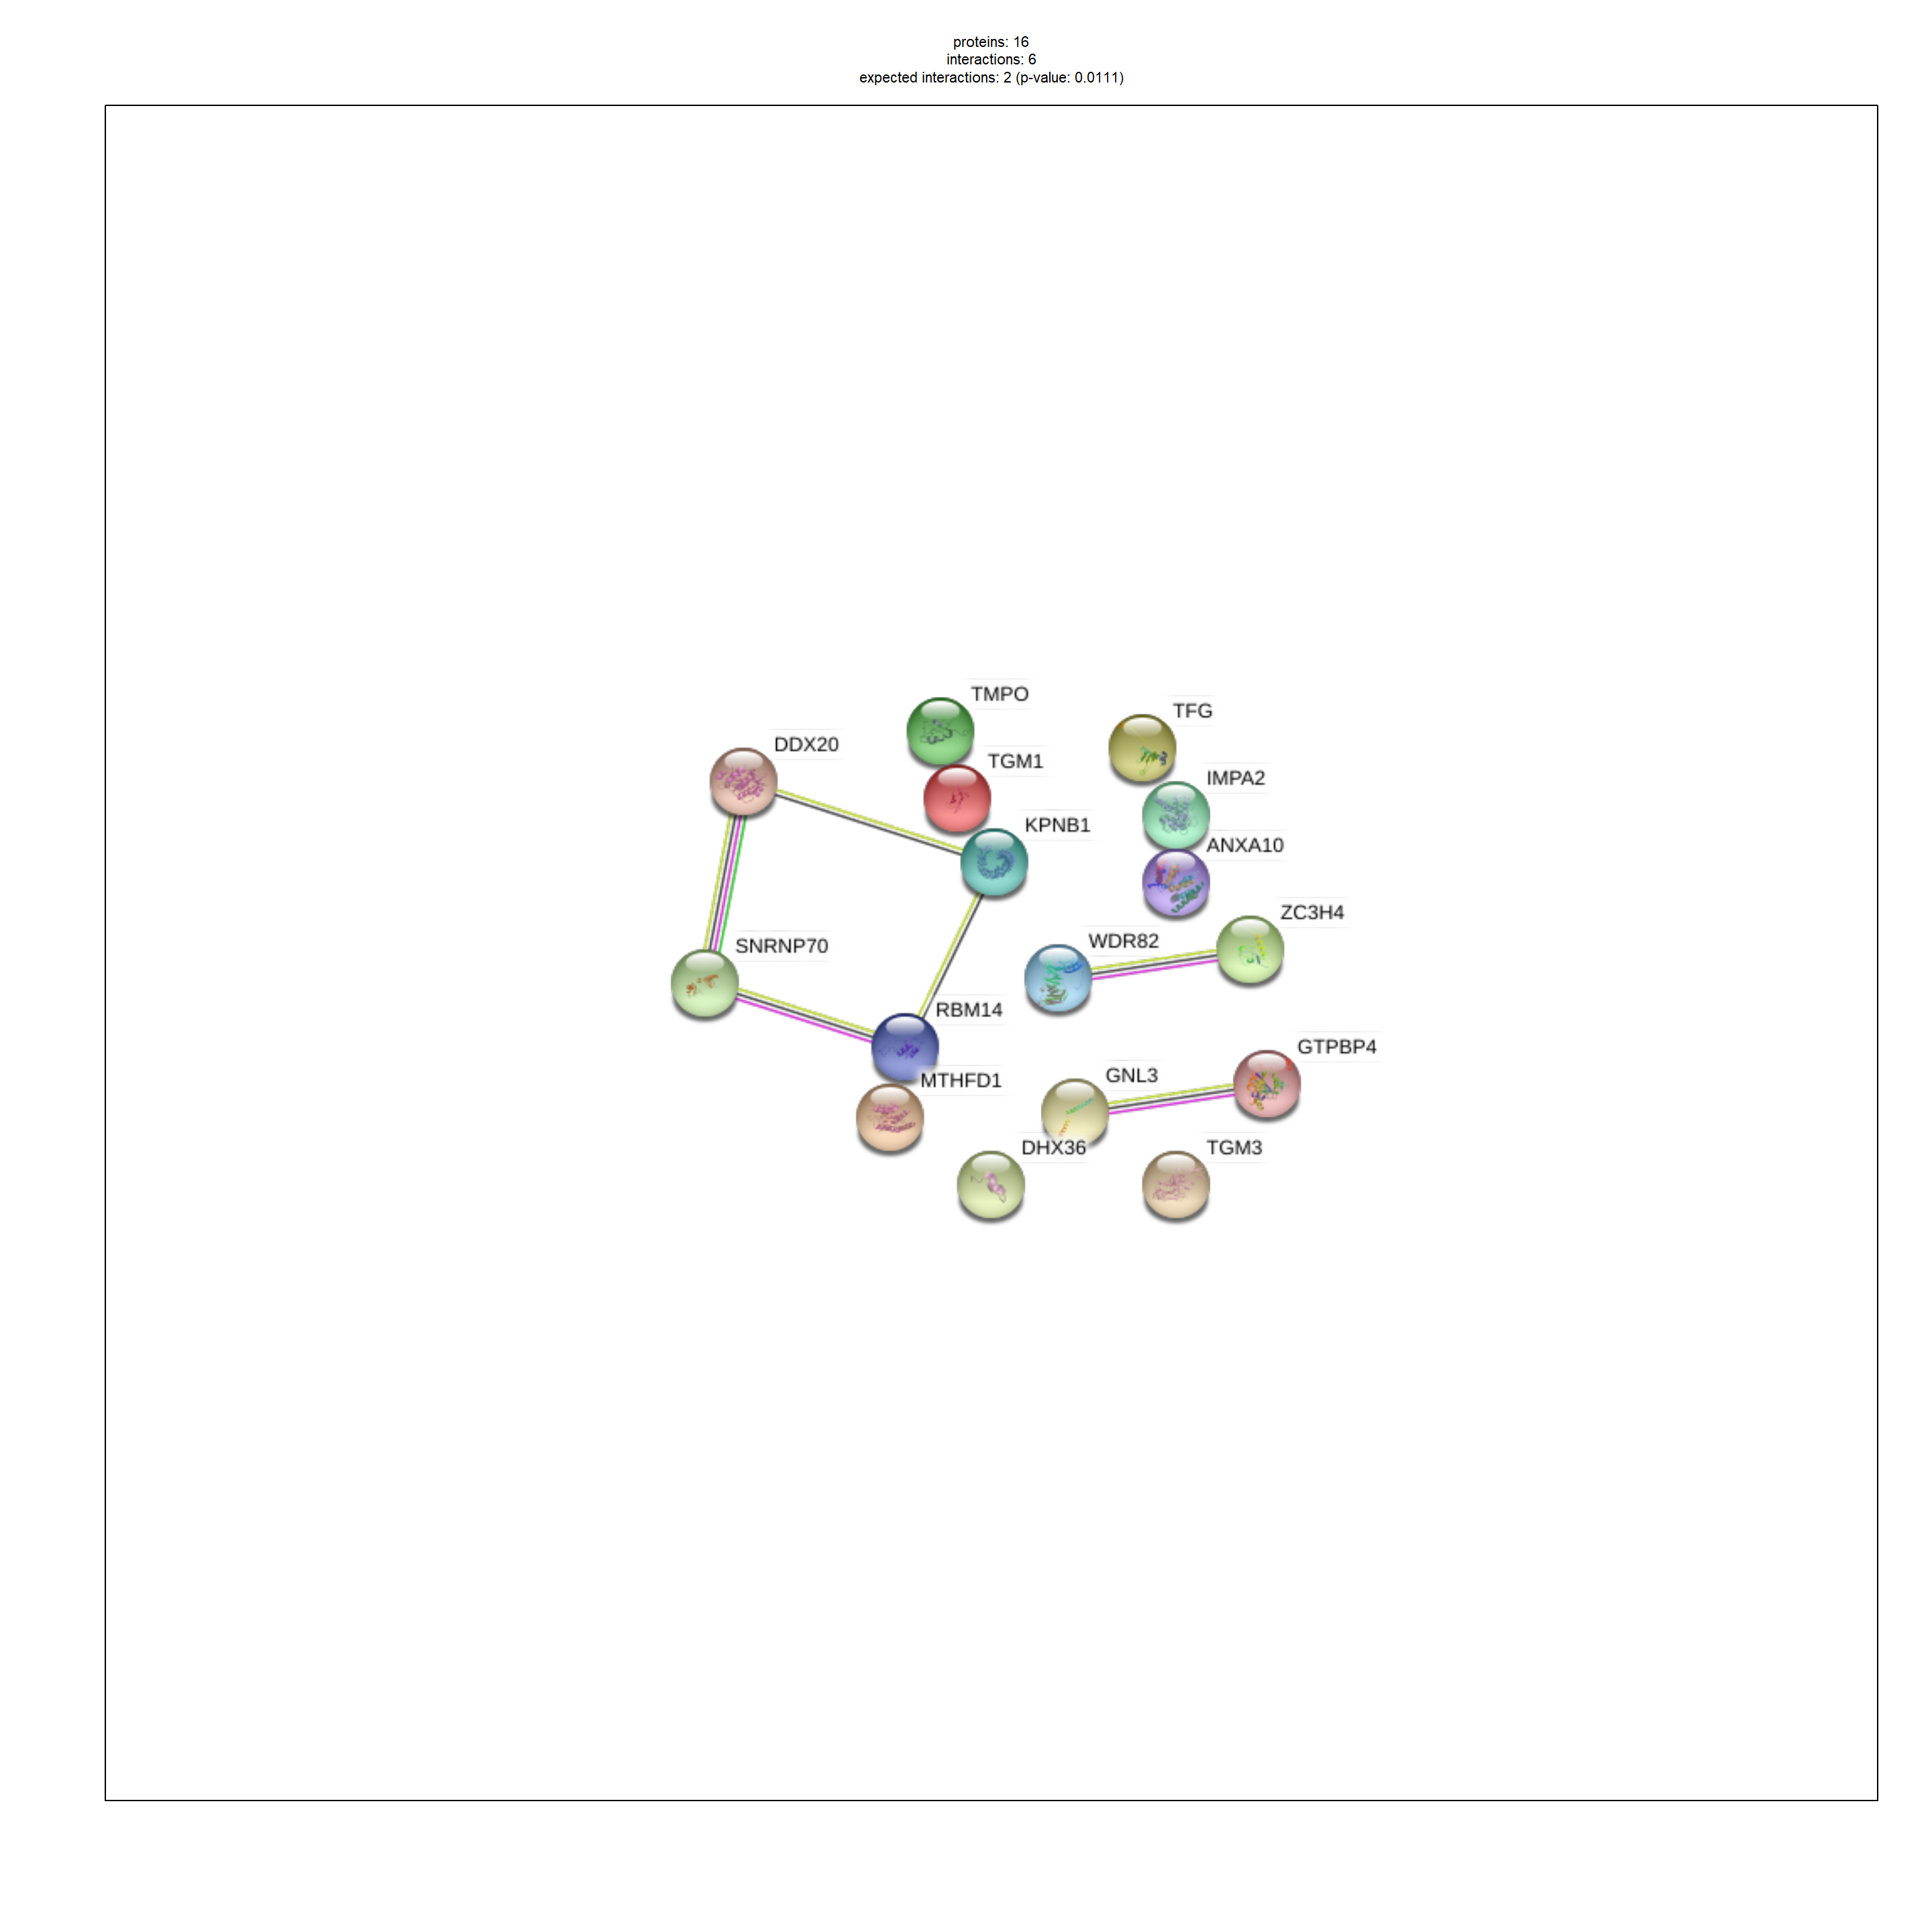 proteins: 16
interactions: 6
expected interactions: 2 (p-value: 0.0111)
TMPO
TFG
DDX20
TGM1
IMPA2
KPNB1
ANXA10
ZC3H4
WDR82
SNRNP70
RBM14
GTPBP4
GNL3
MTHFD1
DHX36
TGM3